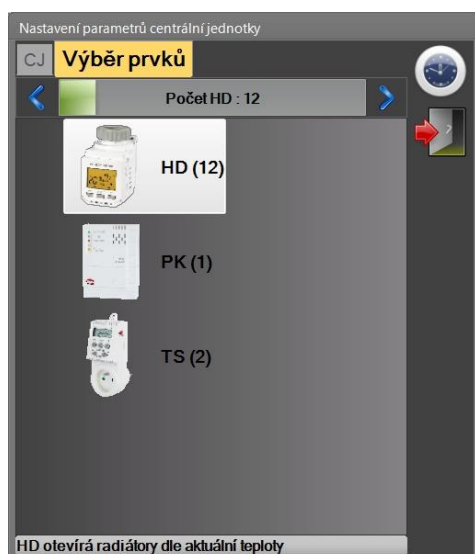 Nastavení parametrů centrální jednotky
CJ Výběr prvků
Počet HD : 12
HD (12)
PK (1)
TS (2)
HD otevírá radiátory dle aktuální teploty